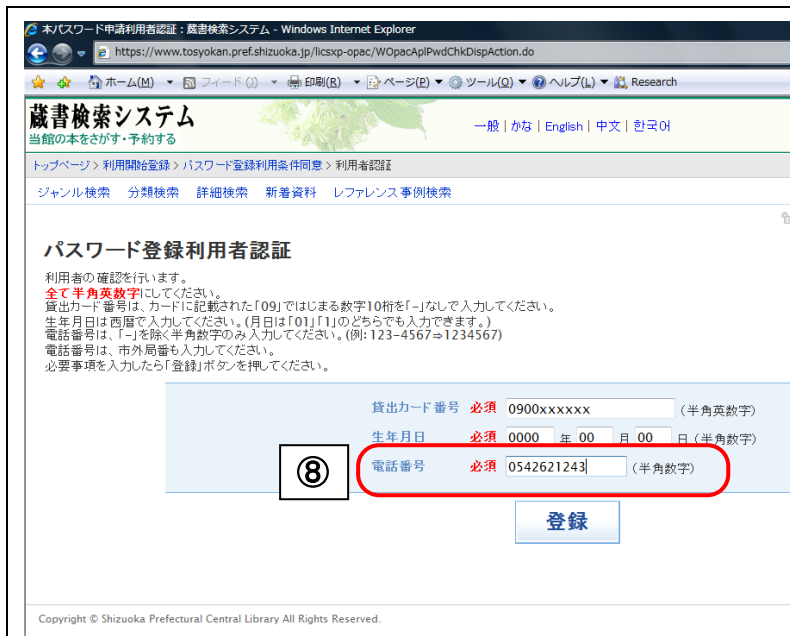 本パスワード申請利用者認証：蔵書検索システム - Windows Internet Explorer
https://www.tosyokan.pref.shizuoka.jp/licsxp-opac/WOpacAplPwdChkDispAction.do
ホーム(M) フィード(J) 印刷(R) ページ(P) ツール(O) ヘルプ(L) Research
蔵書検索システム
当館の本をさがす・予約する
一般 | かな | English | 中文 | 한국어
トップページ > 利用開始登録 > パスワード登録利用条件同意 > 利用者認証
ジャンル検索 分類検索 詳細検索 新着資料 レファレンス事例検索
パスワード登録利用者認証
利用者の確認を行います。
全て半角英数字にしてください。
貸出カード番号は、カードに記載された「09」ではじまる数字10桁を「-」なしで入力してください。
生年月日は西暦で入力してください。(月日は「01」「1」のどちらでも入力できます。)
電話番号は、「-」を除く半角数字のみ入力してください。(例: 123-4567⇒1234567)
電話番号は、市外局番も入力してください。
必要事項を入力したら「登録」ボタンを押してください。
貸出カード番号 必須 0900xxxxxx (半角英数字)
生年月日 必須 0000 年 00 月 00 日 (半角数字)
⑧ 電話番号 必須 0542621243 (半角数字)
登録
Copyright © Shizuoka Prefectural Central Library All Rights Reserved.